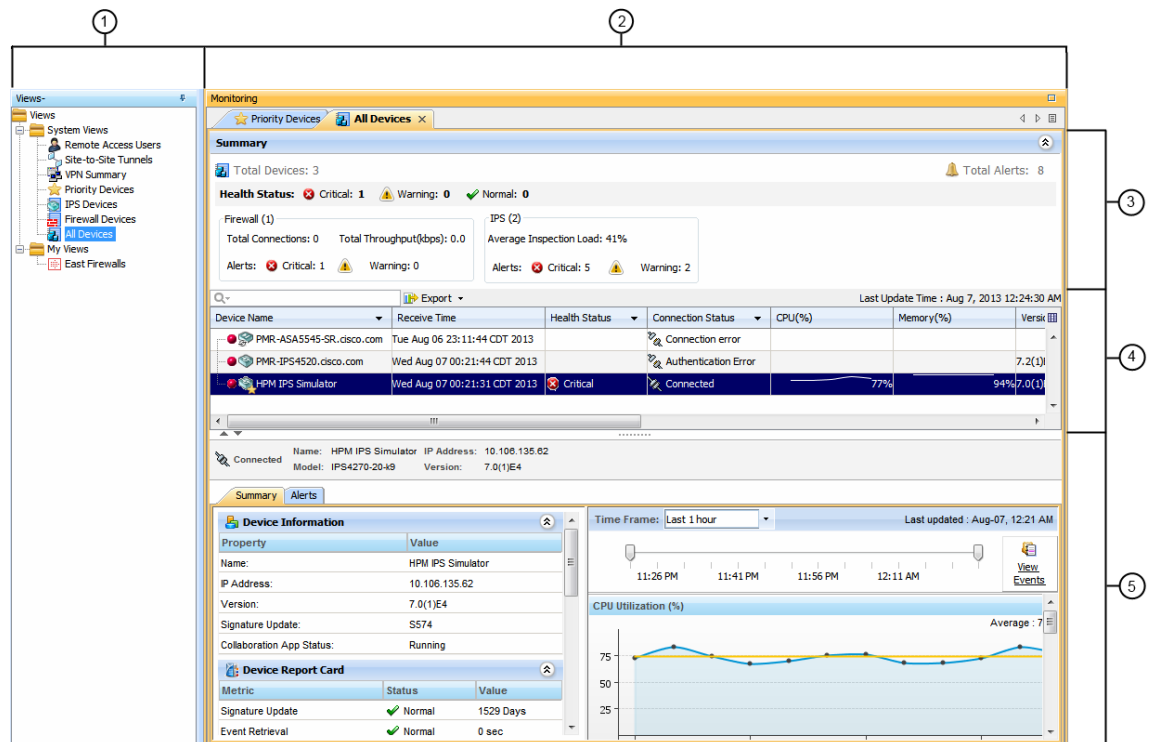 1
2
Views-
Views
System Views
Remote Access Users
Site-to-Site Tunnels
VPN Summary
Priority Devices
IPS Devices
Firewall Devices
All Devices
My Views
East Firewalls
Monitoring
Priority Devices
All Devices
Summary
Total Devices: 3
Total Alerts: 8
Health Status: Critical: 1 Warning: 0 Normal: 0
Firewall (1)
Total Connections: 0 Total Throughput(kbps): 0.0
Alerts: Critical: 1 Warning: 0
IPS (2)
Average Inspection Load: 41%
Alerts: Critical: 5 Warning: 2
3
Export
Last Update Time : Aug 7, 2013 12:24:30 AM
Device Name Receive Time Health Status Connection Status CPU(%) Memory(%)
PMR-ASA5545-SR.cisco.com Tue Aug 06 23:11:44 CDT 2013 Connection error
PMR-IPS4520.cisco.com Wed Aug 07 00:21:44 CDT 2013 Authentication Error 7.2(1)
HPM IPS Simulator Wed Aug 07 00:21:31 CDT 2013 Critical Connected 77% 94% 7.0(1)
4
Connected
Name: HPM IPS Simulator IP Address: 10.106.135.62
Model: IPS4270-20-k9 Version: 7.0(1)E4
Summary
Alerts
Device Information
Property Value
Name: HPM IPS Simulator
IP Address: 10.106.135.62
Version: 7.0(1)E4
Signature Update: S574
Collaboration App Status: Running
Device Report Card
Metric Status Value
Signature Update Normal 1529 Days
Event Retrieval Normal 0 sec
Time Frame: Last 1 hour
Last updated : Aug-07, 12:21 AM
11:26 PM 11:41 PM 11:56 PM 12:11 AM
View
Events
CPU Utilization (%)
Average : 7
75
50
25
5